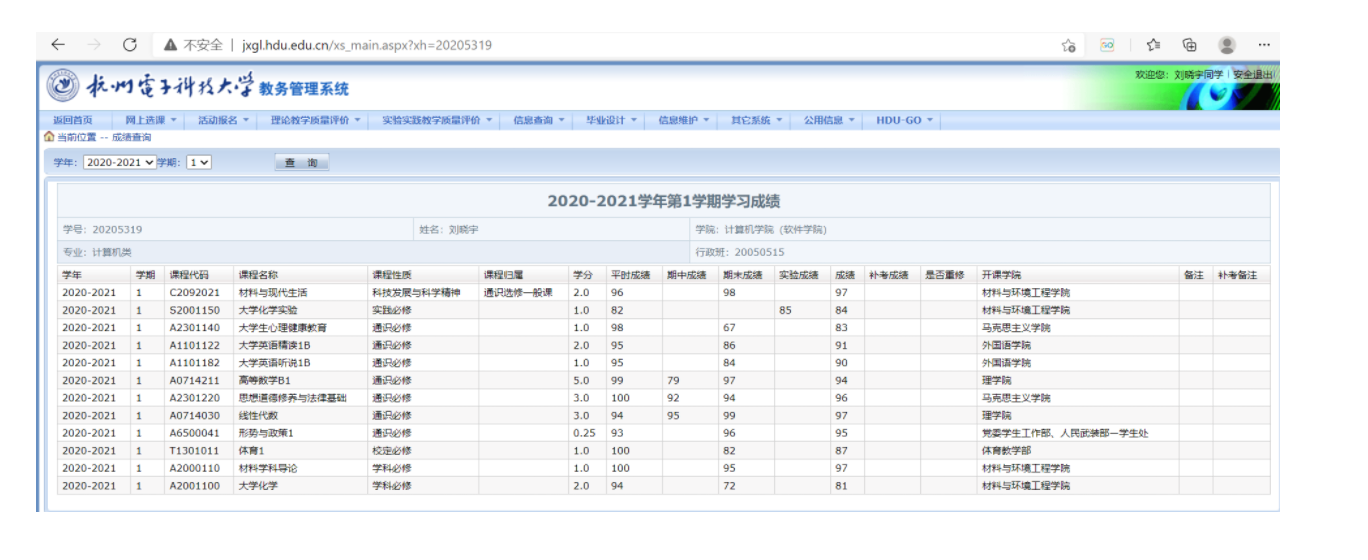 不安全 | jxgl.hdu.edu.cn/xs_main.aspx?xh=20205319
杭州电子科技大学 教务管理系统
欢迎您: 刘晓宇同学 安全退出
返回首页 网上选课 活动报名 理论教学质量评价 实验实践教学质量评价 信息查询 毕业设计 信息维护 其它系统 公用信息 HDU-GO
当前位置 -- 成绩查询
学年: 2020-2021 学期: 1 查 询
2020-2021学年第1学期学习成绩
学号: 20205319 姓名: 刘晓宇 学院: 计算机学院 (软件学院)
专业: 计算机类 行政班: 20050515
学年 学期 课程代码 课程名称 课程性质 课程归属 学分 平时成绩 期中成绩 期末成绩 实验成绩 成绩 补考成绩 是否重修 开课学院 备注 补考备注
2020-2021 1 C2092021 材料与现代生活 科技发展与科学精神 通识选修一般课 2.0 96 98 97 材料与环境工程学院
2020-2021 1 S2001150 大学化学实验 实践必修 1.0 82 85 84 材料与环境工程学院
2020-2021 1 A2301140 大学生心理健康教育 通识必修 1.0 98 67 83 马克思主义学院
2020-2021 1 A1101122 大学英语精读1B 通识必修 2.0 95 86 91 外国语学院
2020-2021 1 A1101182 大学英语听说1B 通识必修 1.0 95 84 90 外国语学院
2020-2021 1 A0714211 高等数学B1 通识必修 5.0 99 79 97 94 理学院
2020-2021 1 A2301220 思想道德修养与法律基础 通识必修 3.0 100 92 94 96 马克思主义学院
2020-2021 1 A0714030 线性代数 通识必修 3.0 94 95 99 97 理学院
2020-2021 1 A6500041 形势与政策1 通识必修 0.25 93 96 95 党委学生工作部、人民武装部一学生处
2020-2021 1 T1301011 体育1 校定必修 1.0 100 82 87 体育教学部
2020-2021 1 A2000110 材料学科导论 学科必修 1.0 100 95 97 材料与环境工程学院
2020-2021 1 A2001100 大学化学 学科必修 2.0 94 72 81 材料与环境工程学院